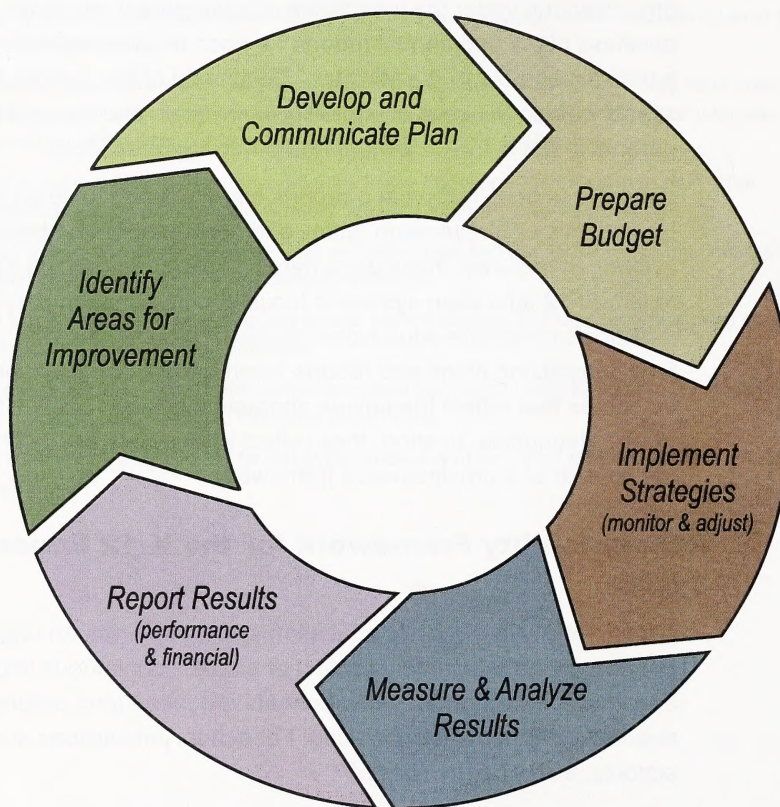 Develop and
Communicate Plan
Prepare
Budget
Implement
Strategies
(monitor & adjust)
Measure & Analyze
Results
Report Results
(performance
& financial)
Identify
Areas for
Improvement